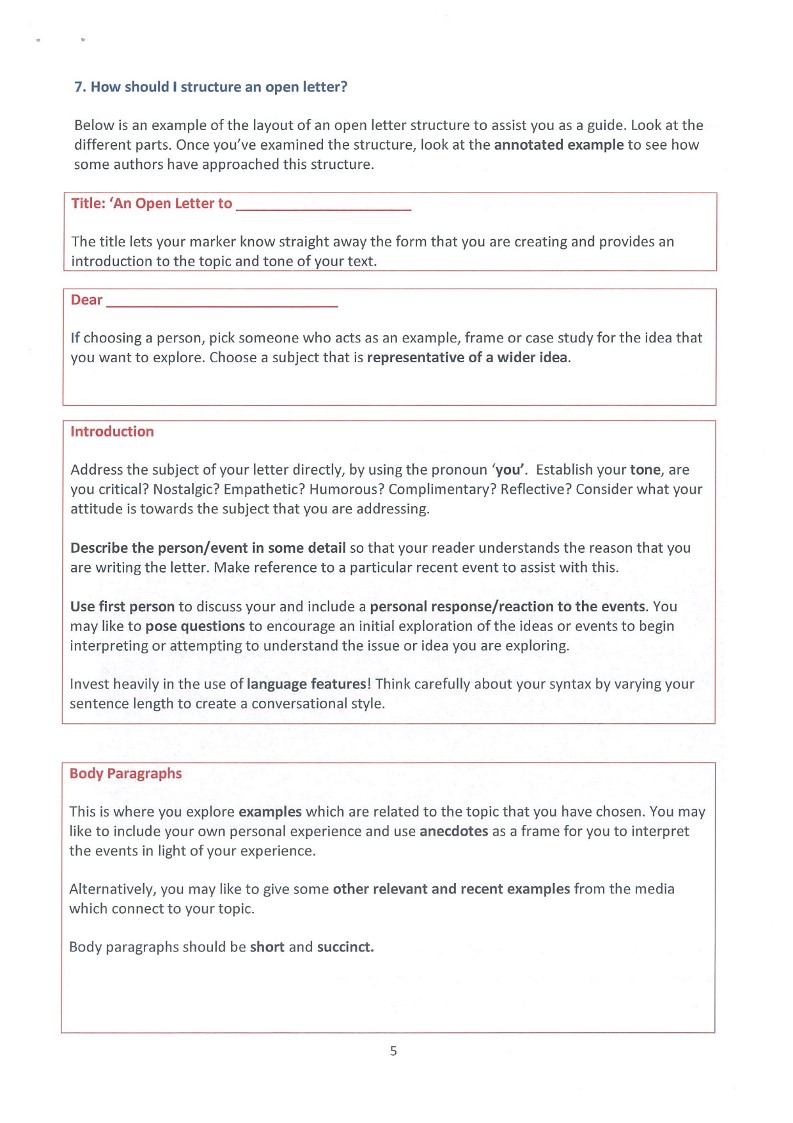 7. How should I structure an open letter?
Below is an example of the layout of an open letter structure to assist you as a guide. Look at the
different parts. Once you’ve examined the structure, look at the annotated example to see how
some authors have approached this structure.
Title: ‘An Open Letter to ______________________
The title lets your marker know straight away the form that you are creating and provides an
introduction to the topic and tone of your text.
Dear _____________________________
If choosing a person, pick someone who acts as an example, frame or case study for the idea that
you want to explore. Choose a subject that is representative of a wider idea.
Introduction
Address the subject of your letter directly, by using the pronoun ‘you’.  Establish your tone, are
you critical? Nostalgic? Empathetic? Humorous? Complimentary? Reflective? Consider what your
attitude is towards the subject that you are addressing.
Describe the person/event in some detail so that your reader understands the reason that you
are writing the letter. Make reference to a particular recent event to assist with this.
Use first person to discuss your and include a personal response/reaction to the events. You
may like to pose questions to encourage an initial exploration of the ideas or events to begin
interpreting or attempting to understand the issue or idea you are exploring.
Invest heavily in the use of language features! Think carefully about your syntax by varying your
sentence length to create a conversational style.
Body Paragraphs
This is where you explore examples which are related to the topic that you have chosen. You may
like to include your own personal experience and use anecdotes as a frame for you to interpret
the events in light of your experience.
Alternatively, you may like to give some other relevant and recent examples from the media
which connect to your topic.
Body paragraphs should be short and succinct.
5